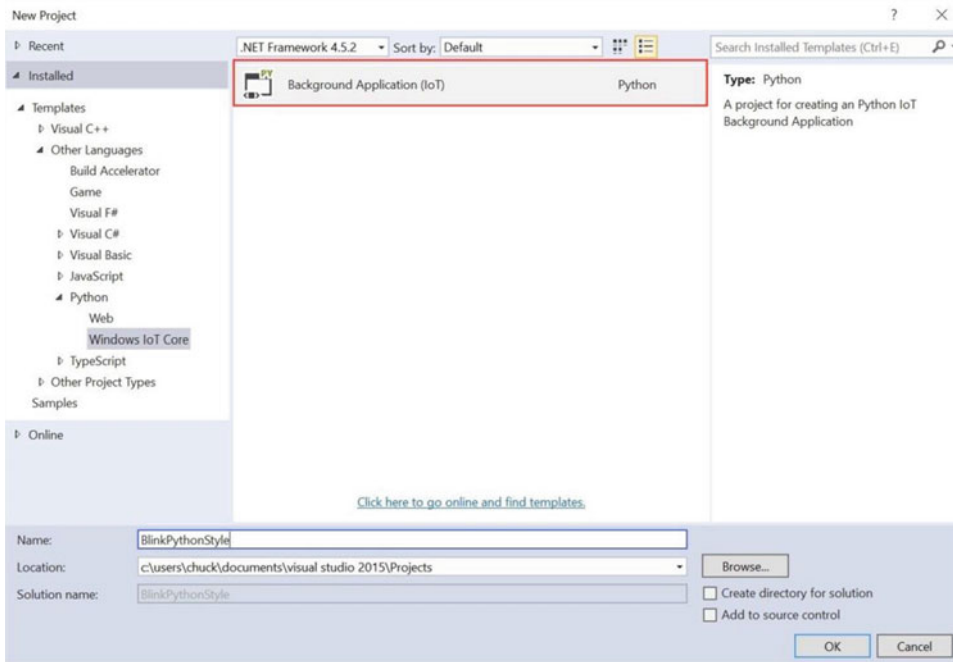 New Project
?
Recent
.NET Framework 4.5.2
Sort by: Default
Search Installed Templates (Ctrl+E)
Installed
Background Application (IoT)
Python
Type: Python
A project for creating an Python IoT
Background Application
Templates
Visual C++
Other Languages
Build Accelerator
Game
Visual F#
Visual C#
Visual Basic
JavaScript
Python
Web
Windows IoT Core
TypeScript
Other Project Types
Samples
Online
Click here to go online and find templates.
Name:
BlinkPythonStyle
Location:
c:\users\chuck\documents\visual studio 2015\Projects
Browse...
Solution name:
BlinkPythonStyle
Create directory for solution
Add to source control
OK
Cancel